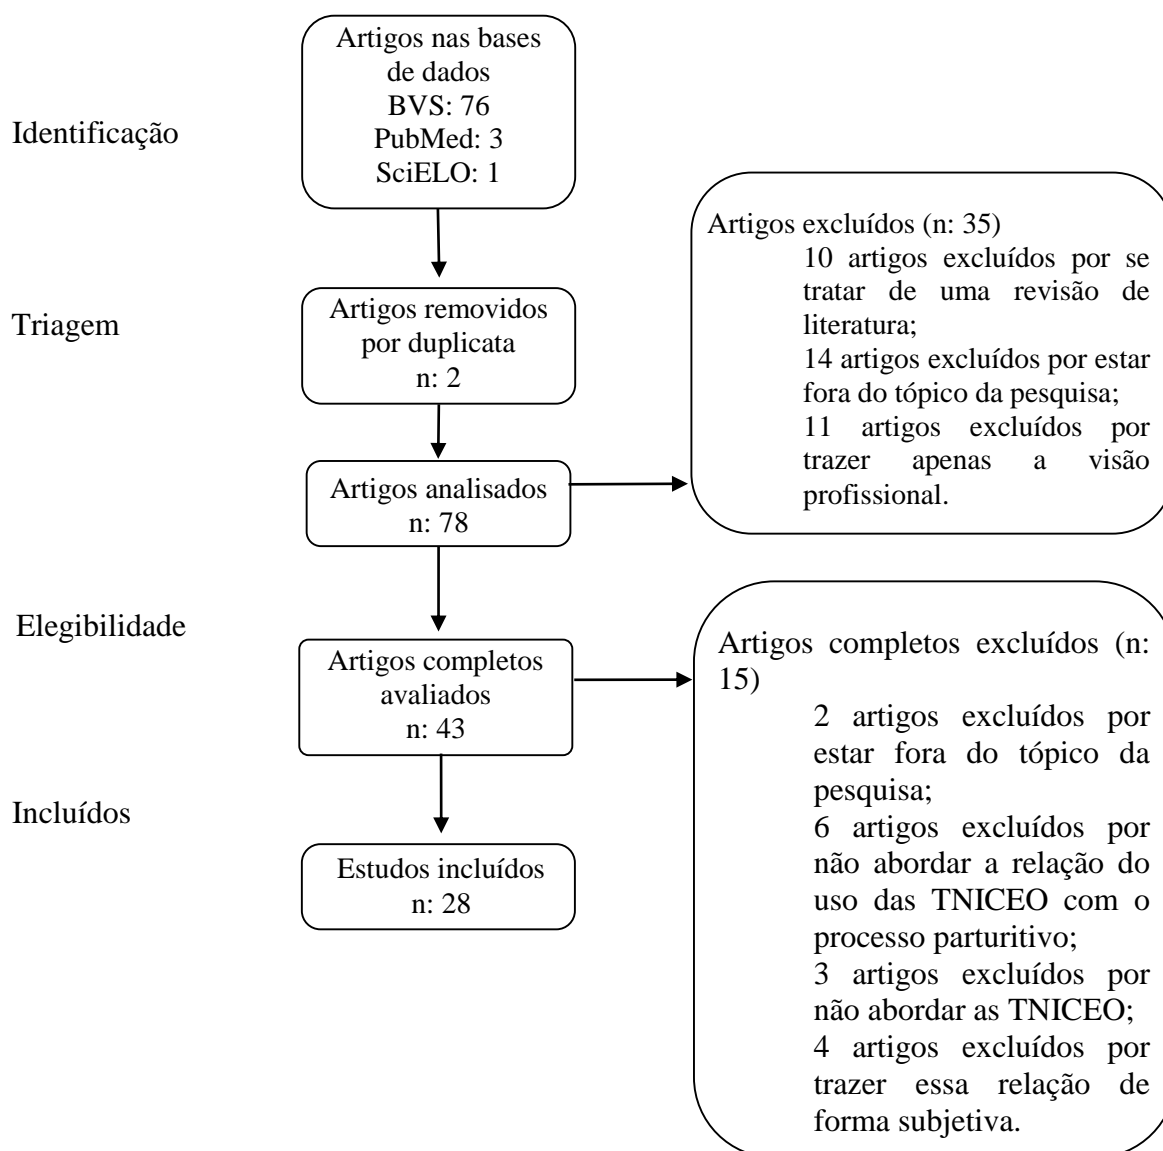 Identificação
Artigos nas bases
de dados
BVS: 76
PubMed: 3
SciELO: 1
Triagem
Artigos removidos
por duplicata
n: 2
Artigos analisados
n: 78
Artigos excluídos (n: 35)
10 artigos excluídos por se
tratar de uma revisão de
literatura;
14 artigos excluídos por estar
fora do tópico da pesquisa;
11 artigos excluídos por
trazer apenas a visão
profissional.
Elegibilidade
Artigos completos
avaliados
n: 43
Artigos completos excluídos (n:
15)
2 artigos excluídos por
estar fora do tópico da
pesquisa;
6 artigos excluídos por
não abordar a relação do
uso das TNICEO com o
processo parturitivo;
3 artigos excluídos por
não abordar as TNICEO;
4 artigos excluídos por
trazer essa relação de
forma subjetiva.
Incluídos
Estudos incluídos
n: 28